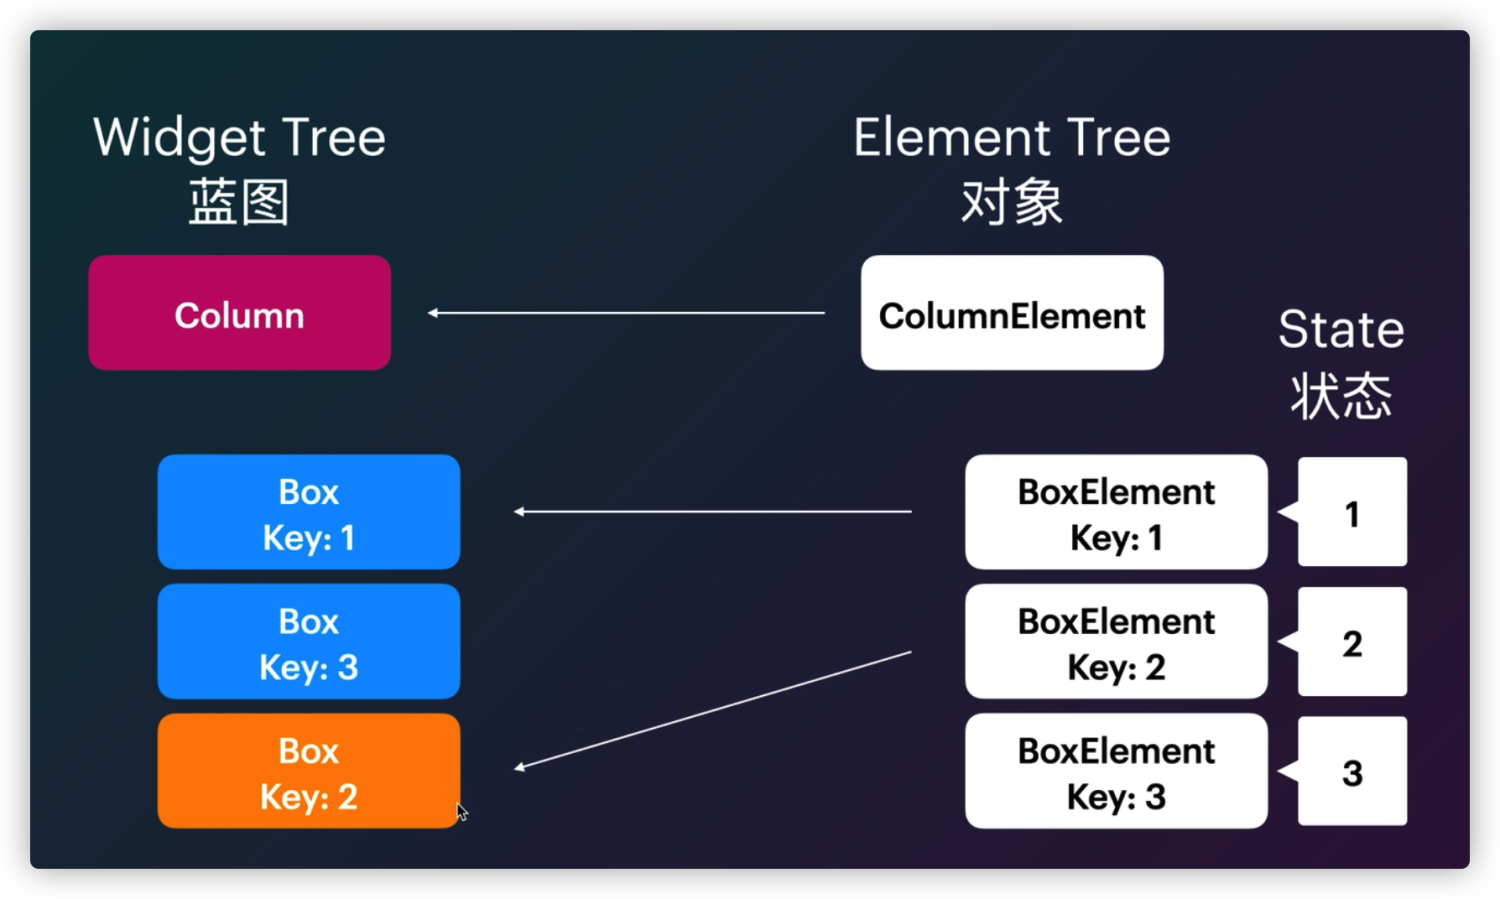 Widget Tree
蓝图
Element Tree
对象
Column
ColumnElement
State
状态
Box
Key: 1
BoxElement
Key: 1
1
Box
Key: 3
BoxElement
Key: 2
2
Box
Key: 2
BoxElement
Key: 3
3